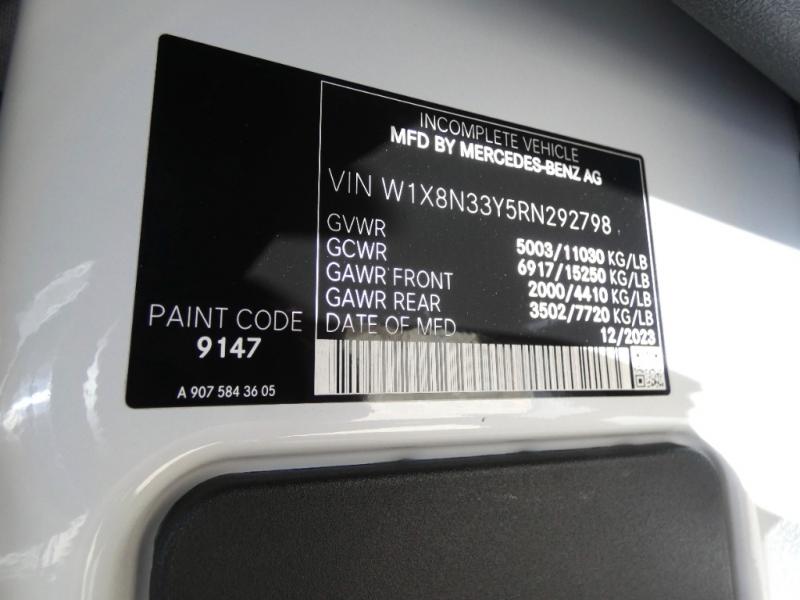 INCOMPLETE VEHICLE
MFD BY MERCEDES-BENZ AG
VIN W1X8N33Y5RN292798
GVWR 5003/11030 KG/LB
GCWR 6917/15250 KG/LB
GAWR FRONT 2000/4410 KG/LB
GAWR REAR 3502/7720 KG/LB
DATE OF MFD 12/2023
PAINT CODE
9147
A 907 584 36 05